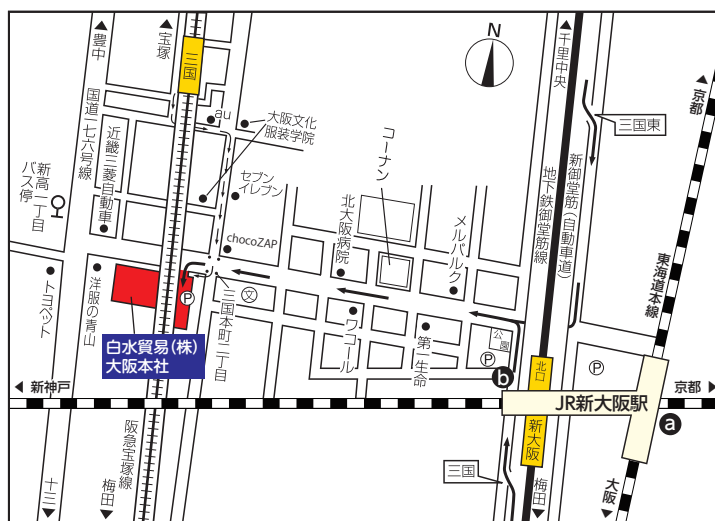 豊中
宝塚
N
千里中央
京都
三国
国道一七六号線
近畿三菱自動車
au
大阪文化
服装学院
コーナン
三国東
新高一丁目
バス停
セブン
イレブン
新御堂筋(自動車道)
地下鉄御堂筋線
北大阪病院
メルパルク
chocoZAP
東海道本線
トヨペット
洋服の青山
P
三国本町二丁目
文
ワコール
第一生命
公園
P
北口
P
白水貿易(株)
大阪本社
新神戸
b
JR新大阪駅
京都
a
新大阪
阪急宝塚線
三国
十三
梅田
梅田
大阪